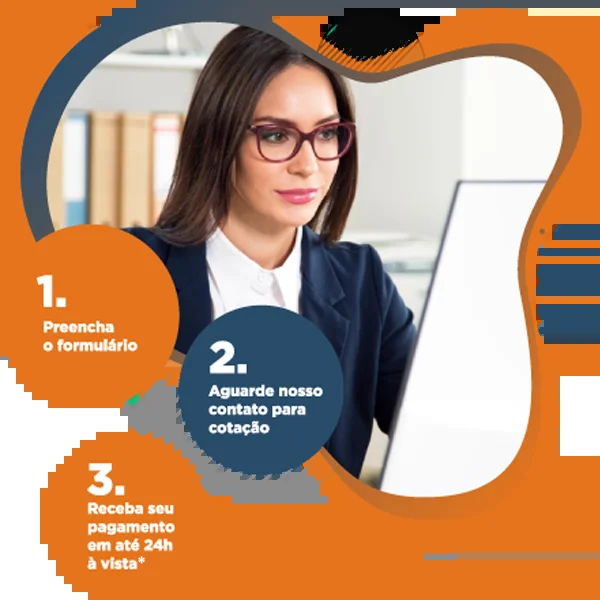 1.
Preencha
o formulário
2.
Aguarde nosso
contato para
cotação
3.
Receba seu
pagamento
em até 24h
à vista*